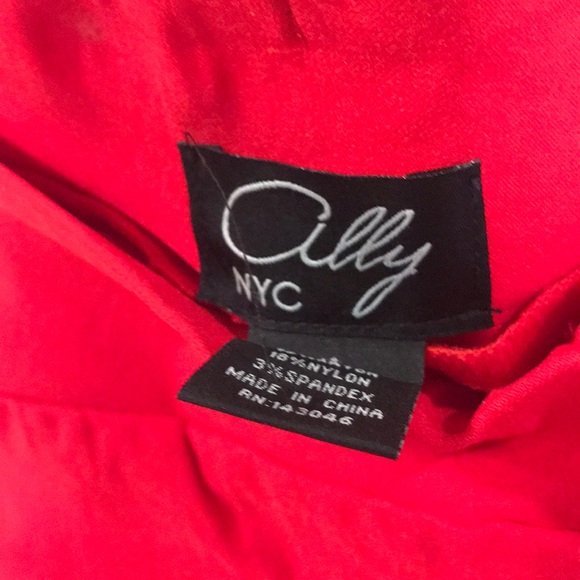 Ally
NYC
18%NYLON
3%SPANDEX
MADE IN CHINA
RN:143046